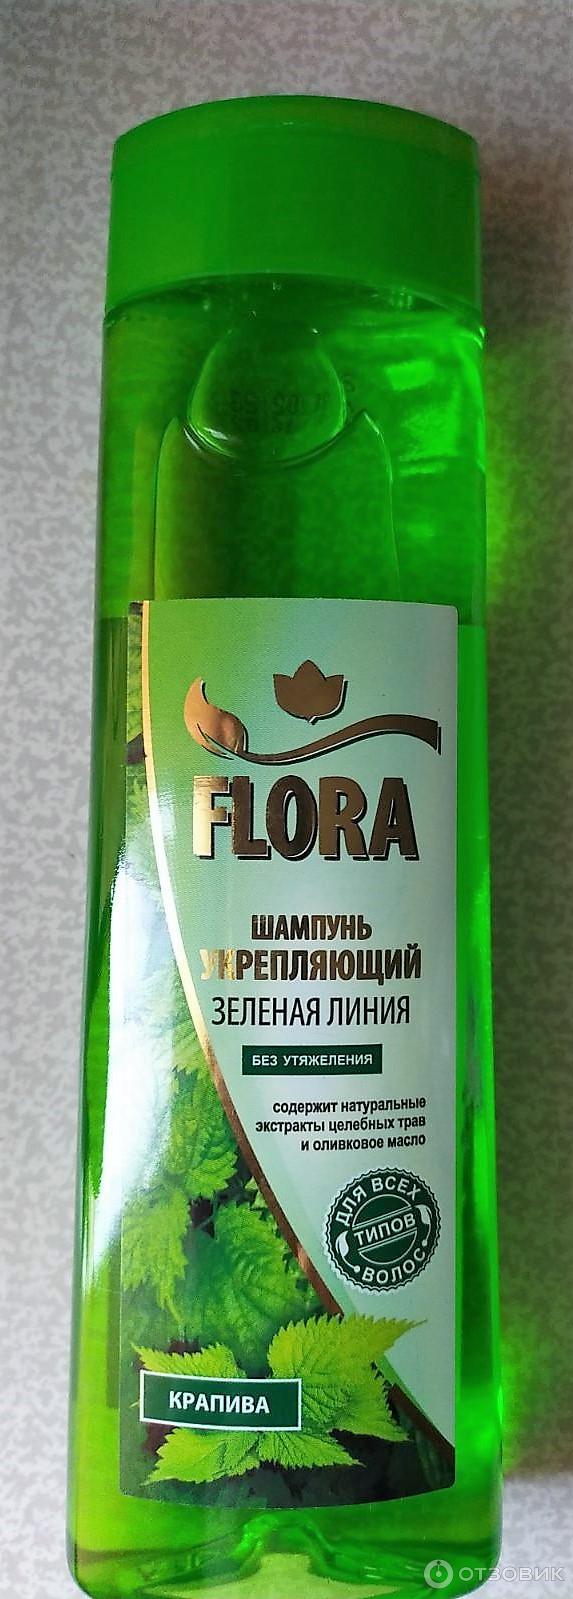 FLORA
ШАМПУНЬ
УКРЕПЛЯЮЩИЙ
ЗЕЛЕНАЯ ЛИНИЯ
БЕЗ УТЯЖЕЛЕНИЯ
содержит натуральные
экстракты целебных трав
и оливковое масло
ДЛЯ ВСЕХ
ТИПОВ
ВОЛОС
КРАПИВА
ОТЗОВИК